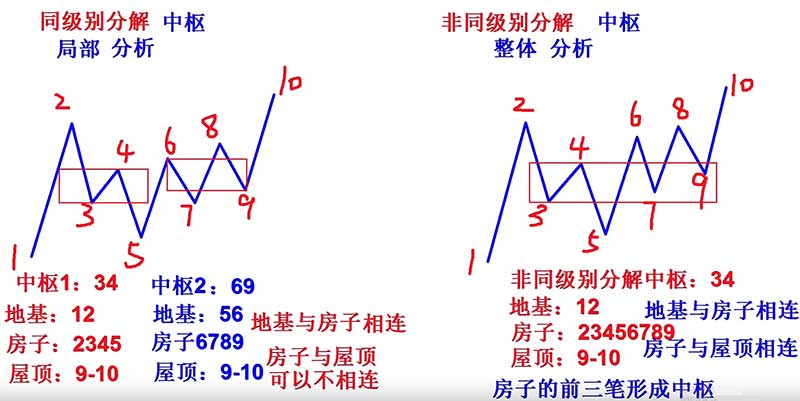 同级别分解 中枢
局部 分析
2
4
6
8
10
1
3
5
7
9
中枢1：34
地基：12
房子：2345
屋顶：9-10
中枢2：69
地基：56
房子6789
屋顶：9-10
地基与房子相连
房子与屋顶
可以不相连
非同级别分解 中枢
整体 分析
2
4
6
8
10
1
3
5
7
9
非同级别分解中枢：34
地基：12
房子：23456789
屋顶：9-10
地基与房子相连
房子与屋顶相连
房子的前三笔形成中枢